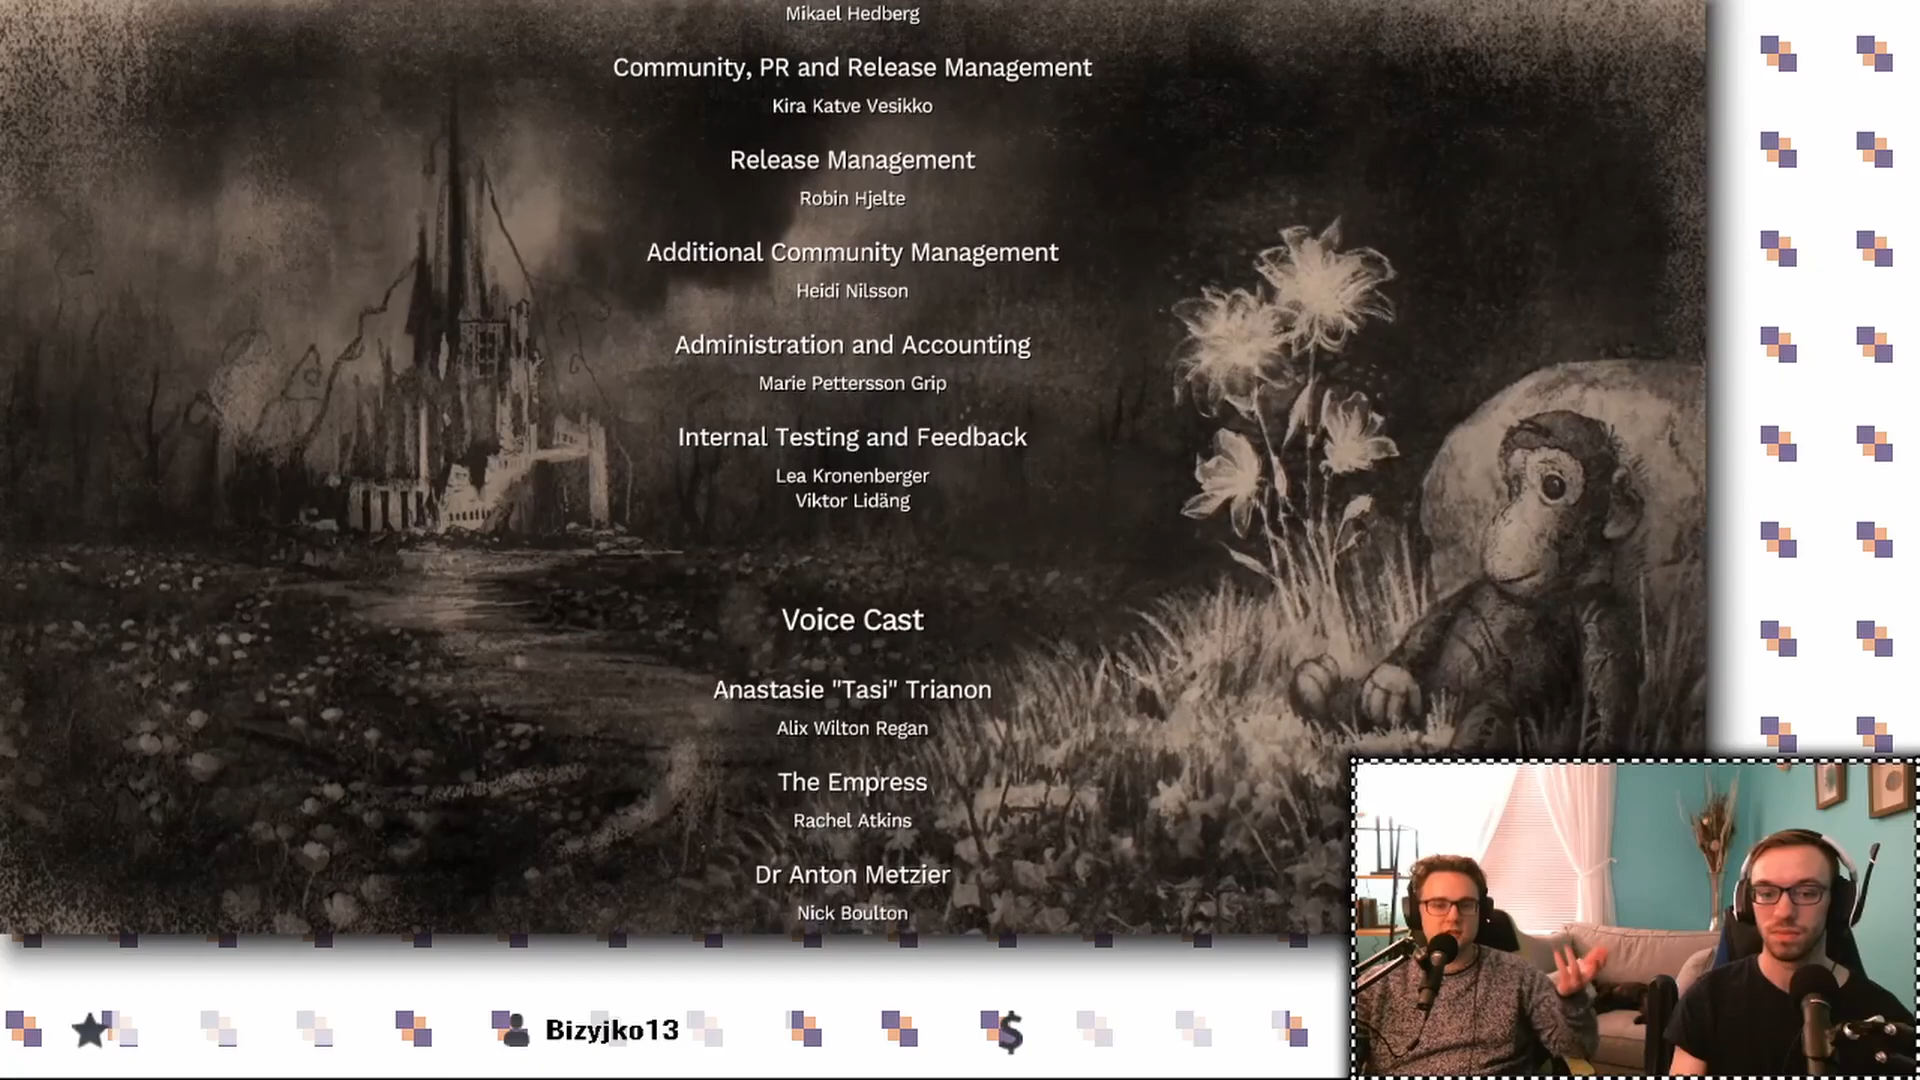 Mikael Hedberg
Community, PR and Release Management
Kira Katve Vesikko
Release Management
Robin Hjelte
Additional Community Management
Heidi Nilsson
Administration and Accounting
Marie Pettersson Grip
Internal Testing and Feedback
Lea Kronenberger
Viktor Lidäng
Voice Cast
Anastasie "Tasi" Trianon
Alix Wilton Regan
The Empress
Rachel Atkins
Dr Anton Metzier
Nick Boulton
Bizyjko13
$